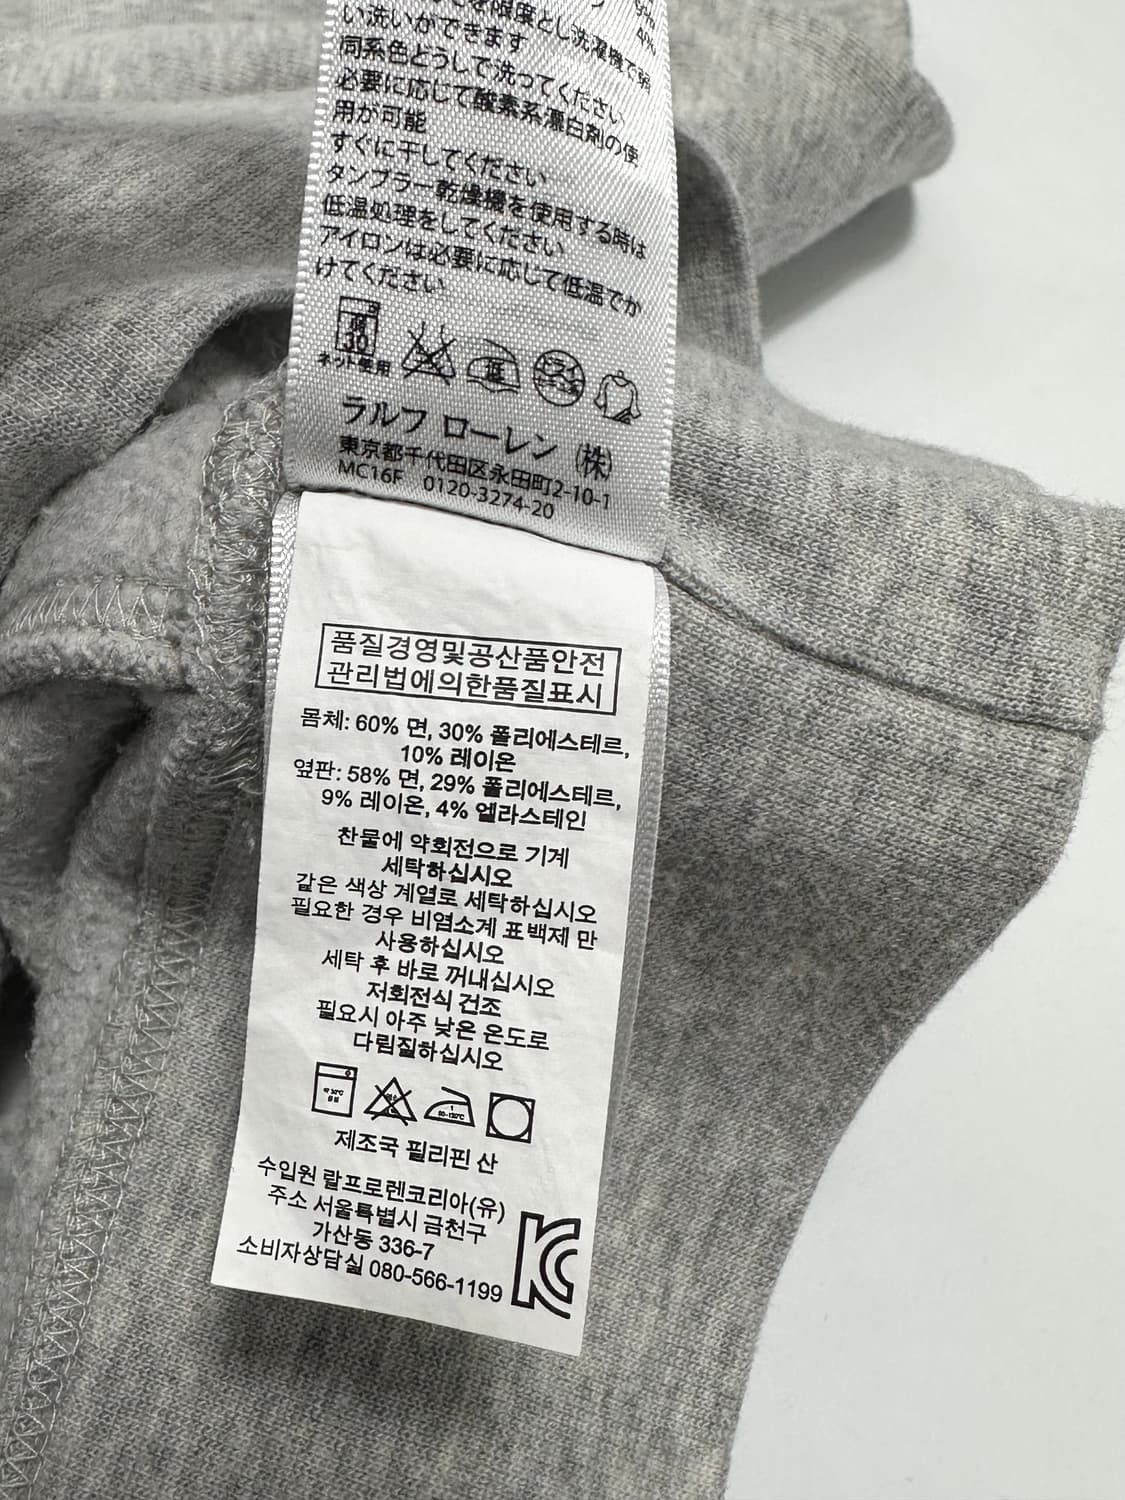 を限度とし洗濯機で弱
い洗いができます
同系色どうしで洗ってください
必要に応じて酸素系漂白剤の使
用が可能
すぐに干してください
タンブラー乾燥機を使用する時は
低温処理をしてください
アイロンは必要に応じて低温でか
けてください
30
ネット使用
低
ラルフ ローレン (株)
東京都千代田区永田町2-10-1
MC16F 0120-3274-20
품질경영및공산품안전
관리법에의한품질표시
몸체: 60% 면, 30% 폴리에스테르,
10% 레이온
옆판: 58% 면, 29% 폴리에스테르,
9% 레이온, 4% 엘라스테인
찬물에 약회전으로 기계
세탁하십시오
같은 색상 계열로 세탁하십시오
필요한 경우 비염소계 표백제 만
사용하십시오
세탁 후 바로 꺼내십시오
저회전식 건조
필요시 아주 낮은 온도로
다림질하십시오
제조국 필리핀 산
수입원 랄프로렌코리아(유)
주소 서울특별시 금천구
가산동 336-7
소비자상담실 080-566-1199